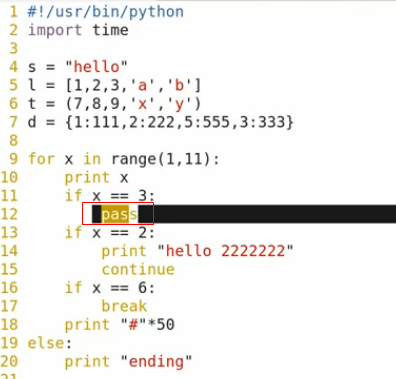 1 #!/usr/bin/python
2 import time
3
4 s = "hello"
5 l = [1,2,3,'a','b']
6 t = (7,8,9,'x','y')
7 d = {1:111,2:222,5:555,3:333}
8
9 for x in range(1,11):
10     print x
11     if x == 3:
12         pass
13     if x == 2:
14         print "hello 2222222"
15         continue
16     if x == 6:
17         break
18     print "#"*50
19 else:
20     print "ending"
21